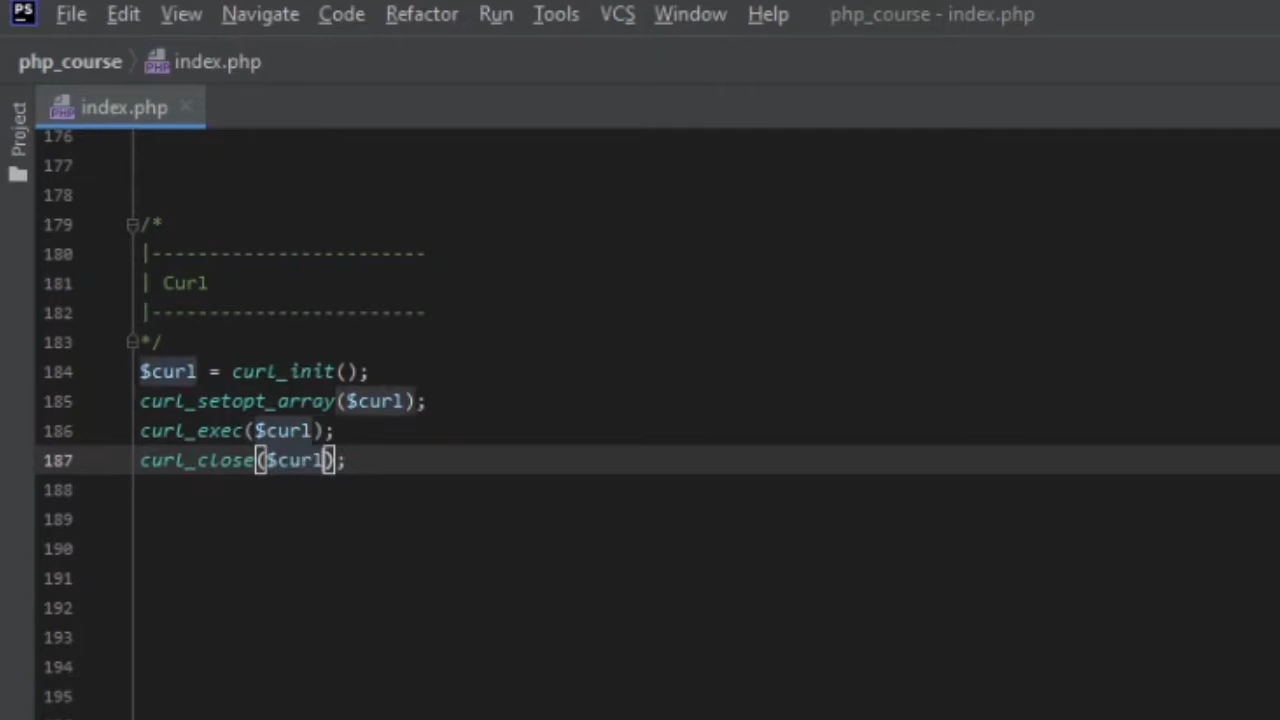 PS File Edit View Navigate Code Refactor Run Tools VCS Window Help php_course - index.php
php_course index.php
Project
index.php
176
177
178
179 /*
180 |------------------------
181 | Curl
182 |------------------------
183 */
184 $curl = curl_init();
185 curl_setopt_array($curl);
186 curl_exec($curl);
187 curl_close($curl);
188
189
190
191
192
193
194
195